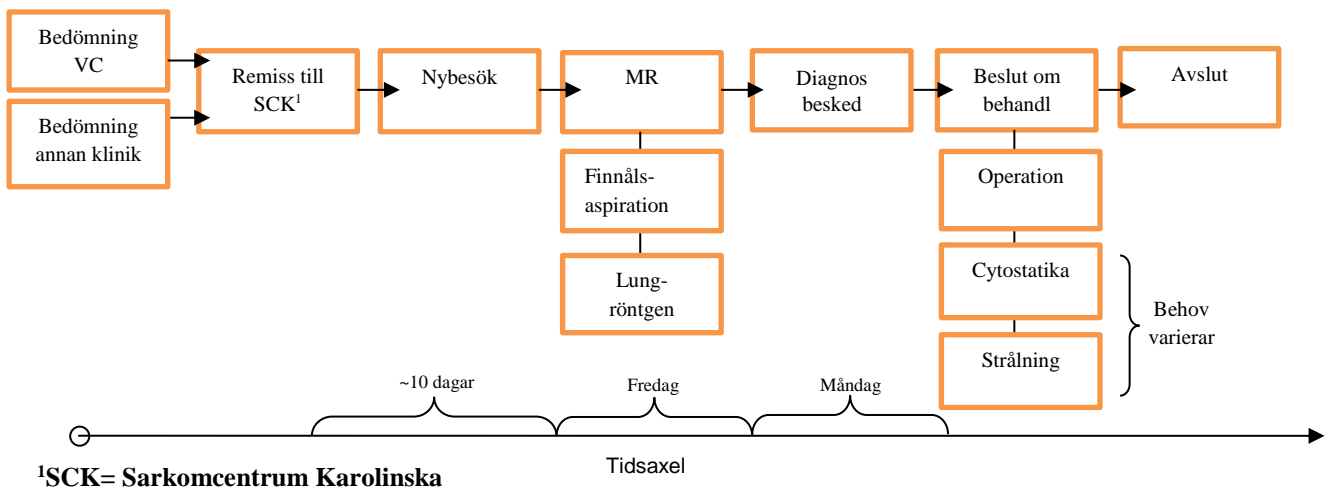 Bedömning
VC
Bedömning
annan klinik
Remiss till
SCK¹
Nybesök
MR
Finnåls-
aspiration
Lung-
röntgen
Diagnos
besked
Beslut om
behandl
Operation
Cytostatika
Strålning
Avslut
Behov
varierar
~10 dagar
Fredag
Måndag
Tidsaxel
¹SCK= Sarkomcentrum Karolinska